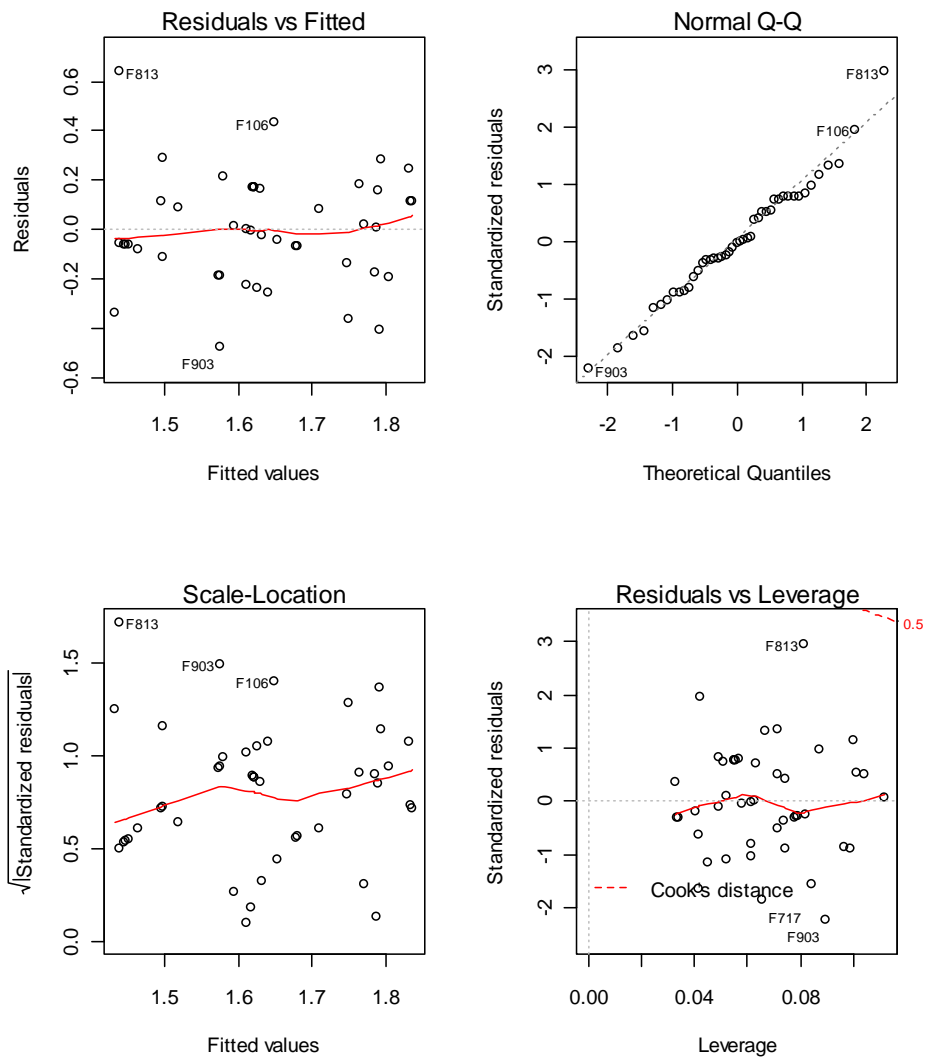 Residuals vs Fitted
0.6
0.4
0.2
0.0
-0.2
-0.6
Residuals
F813
F106
F903
1.5
1.6
1.7
1.8
Fitted values
Normal Q-Q
3
2
1
0
-1
-2
Standardized residuals
F813
F106
F903
-2
-1
0
1
2
Theoretical Quantiles
Scale-Location
1.5
1.0
0.5
0.0
√|Standardized residuals|
F813
F903
F106
1.5
1.6
1.7
1.8
Fitted values
Residuals vs Leverage
3
2
1
0
-1
-2
Standardized residuals
0.5
F813
Cook's distance
F717
F903
0.00
0.04
0.08
Leverage